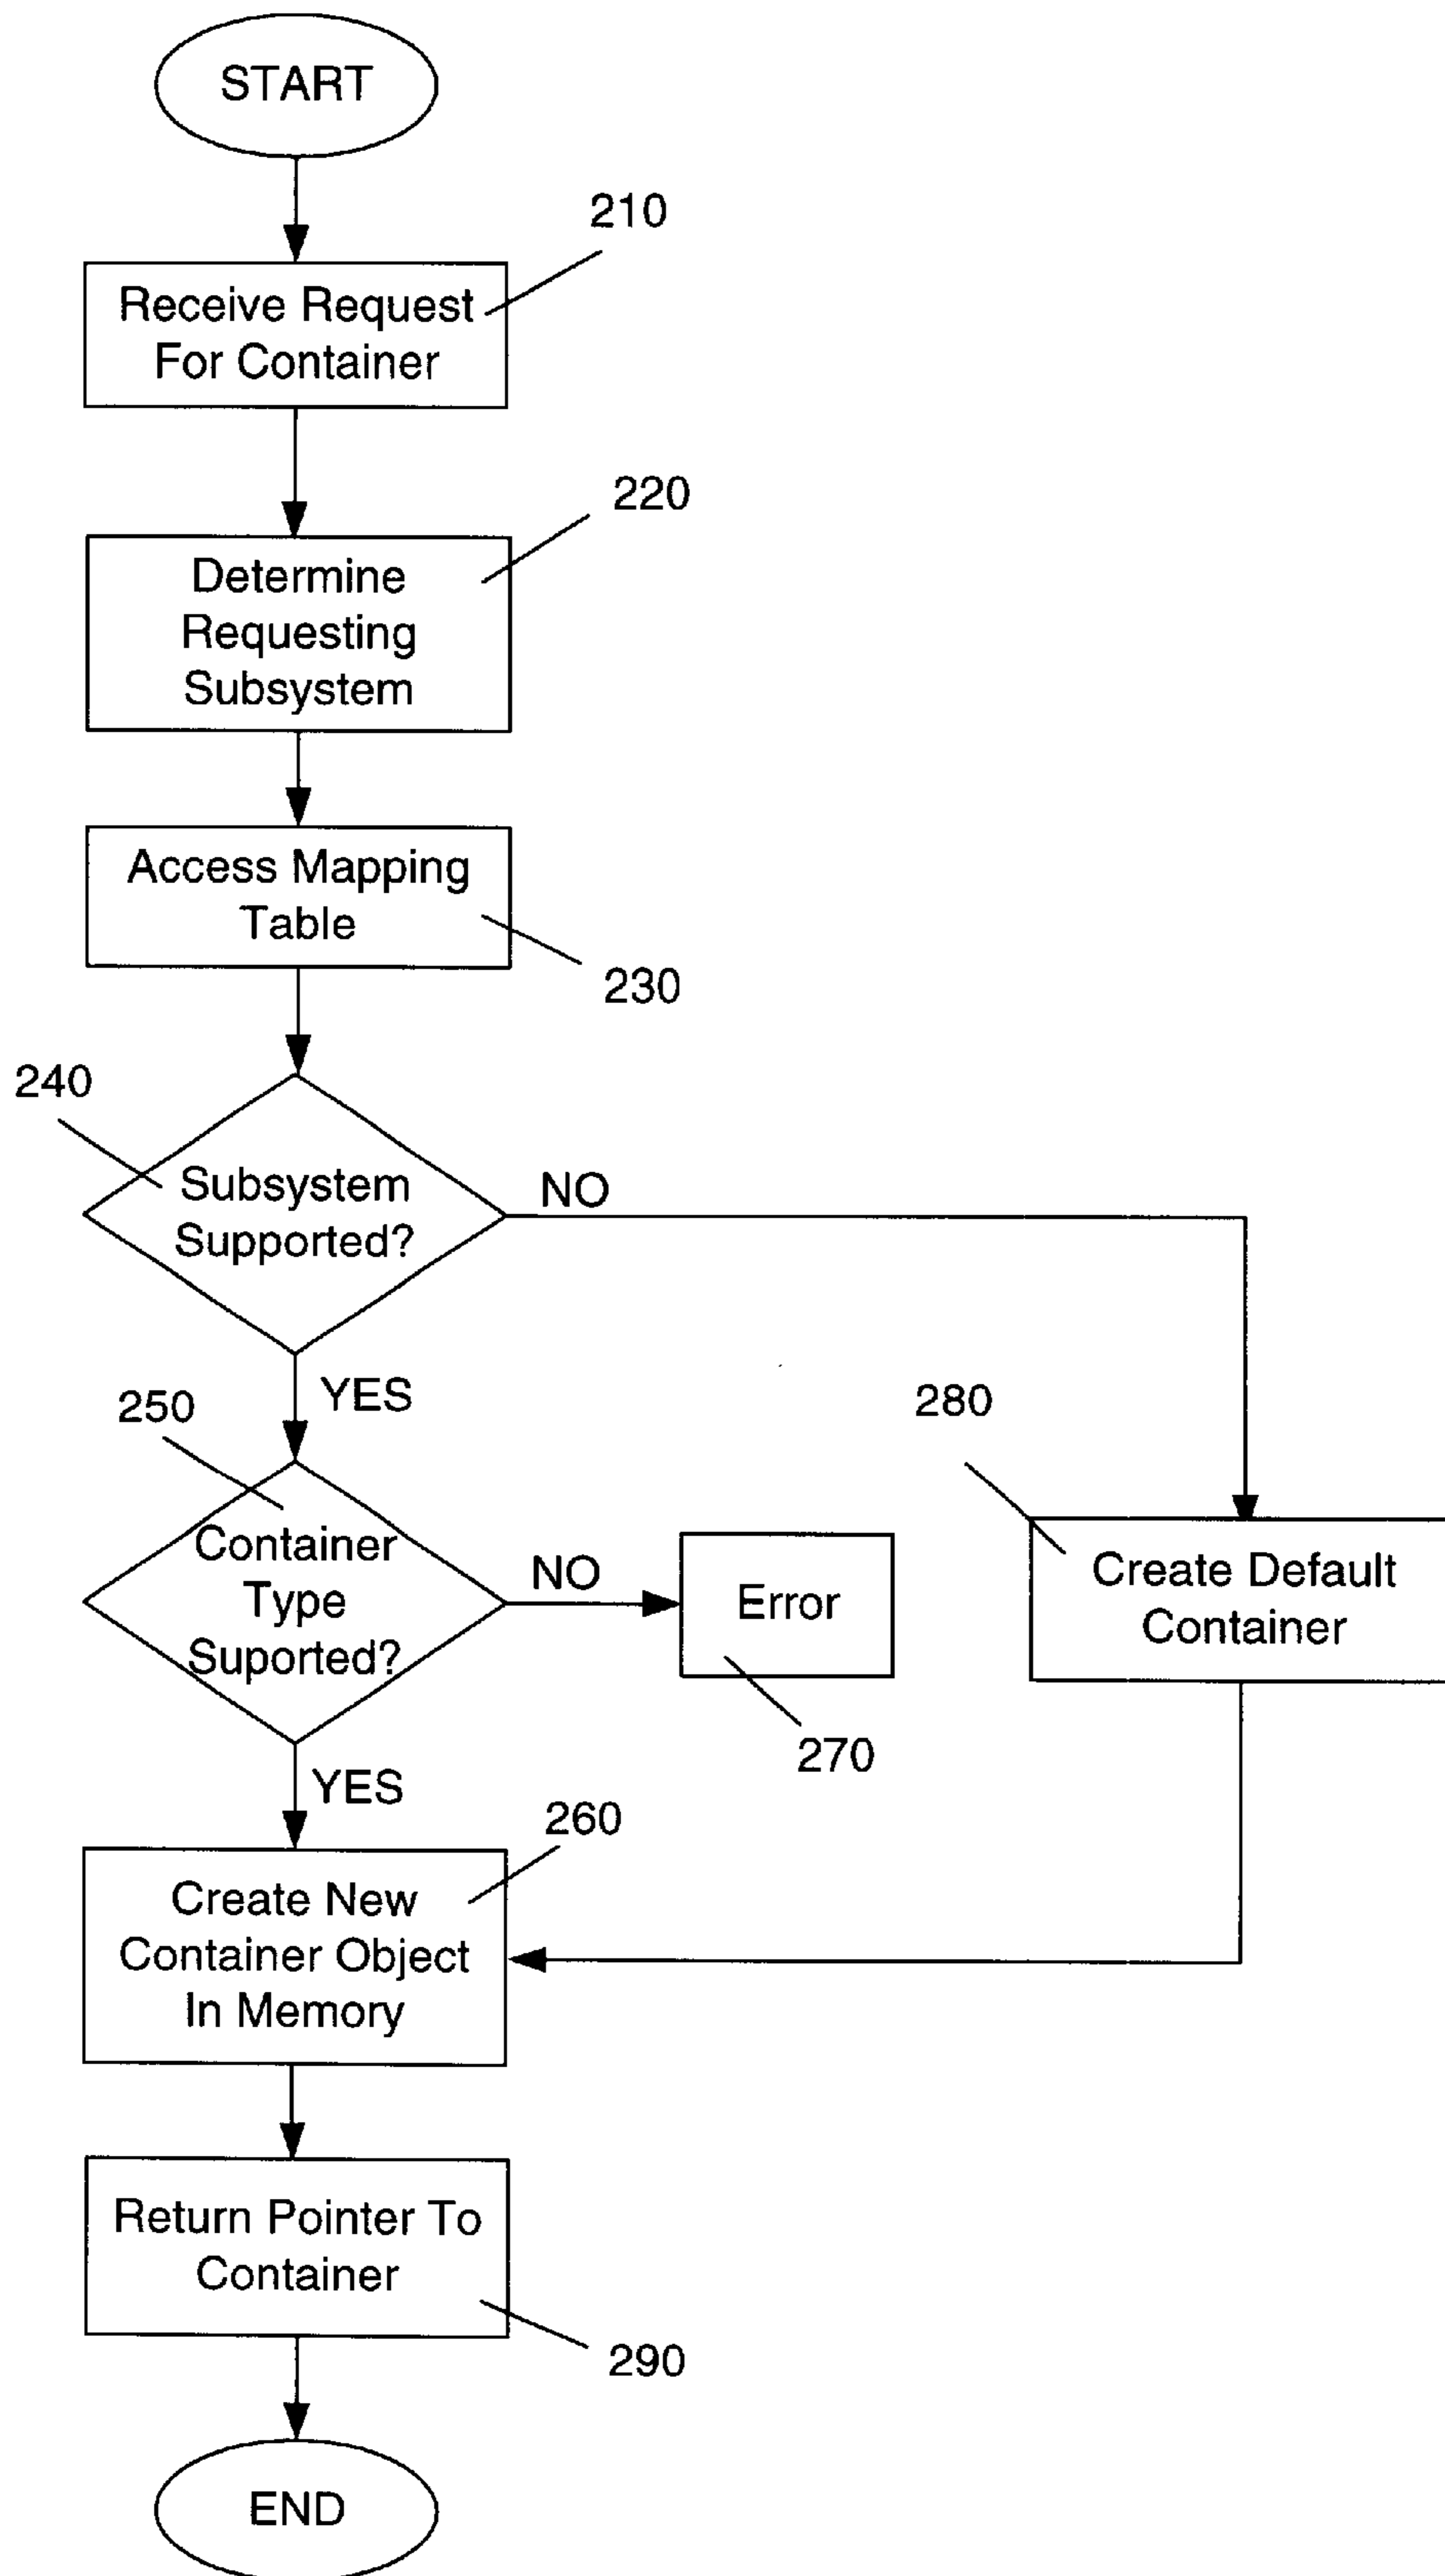 START
210
Receive Request
For Container
220
Determine
Requesting
Subsystem
Access Mapping
Table
230
240
Subsystem
Supported?
NO
YES
250
280
Container
Type
Suported?
NO
Error
Create Default
Container
270
YES
260
Create New
Container Object
In Memory
Return Pointer To
Container
290
END